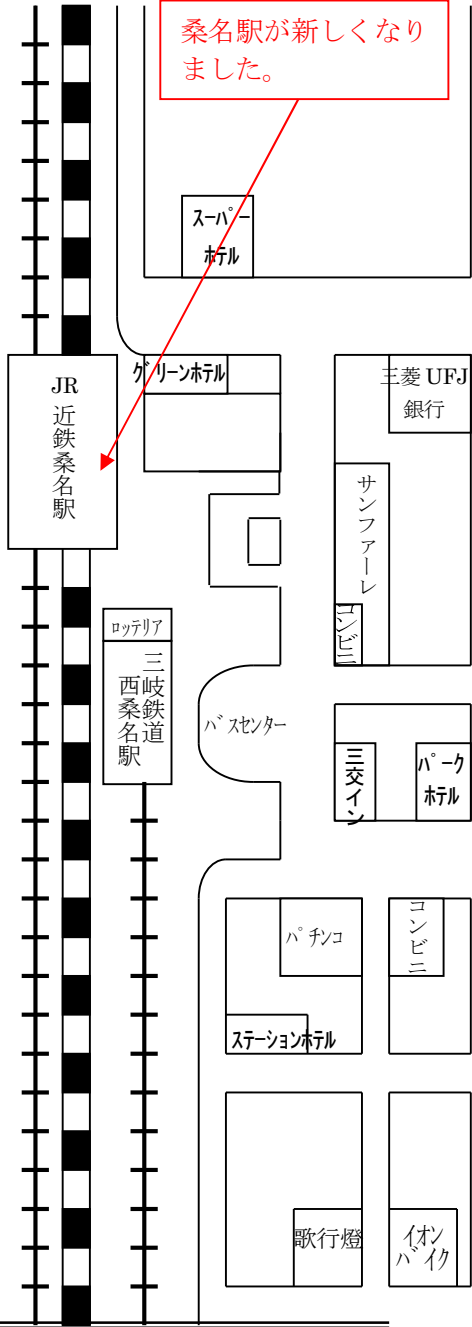 桑名駅が新しくなり
ました。
スーパー
ホテル
グリーンホテル
三菱 UFJ
銀行
JR
近鉄桑名駅
サンファーレ
コンビニ
ロッテリア
三岐鉄道
西桑名駅
バスセンター
三交イン
パーク
ホテル
パチンコ
コンビニ
ステーションホテル
歌行燈
イオン
バイク